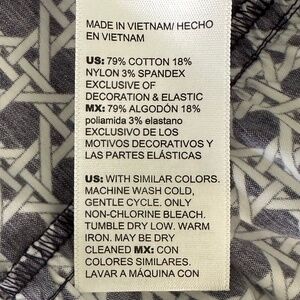 MADE IN VIETNAM/ HECHO
EN VIETNAM
US: 79% COTTON 18%
NYLON 3% SPANDEX
EXCLUSIVE OF
DECORATION & ELASTIC
MX: 79% ALGODÓN 18%
poliamida 3% elastano
EXCLUSIVO DE LOS
MOTIVOS DECORATIVOS Y
LAS PARTES ELÁSTICAS
US: WITH SIMILAR COLORS.
MACHINE WASH COLD,
GENTLE CYCLE. ONLY
NON-CHLORINE BLEACH.
TUMBLE DRY LOW. WARM
IRON. MAY BE DRY
CLEANED MX: CON
COLORES SIMILARES.
LAVAR A MÁQUINA CON